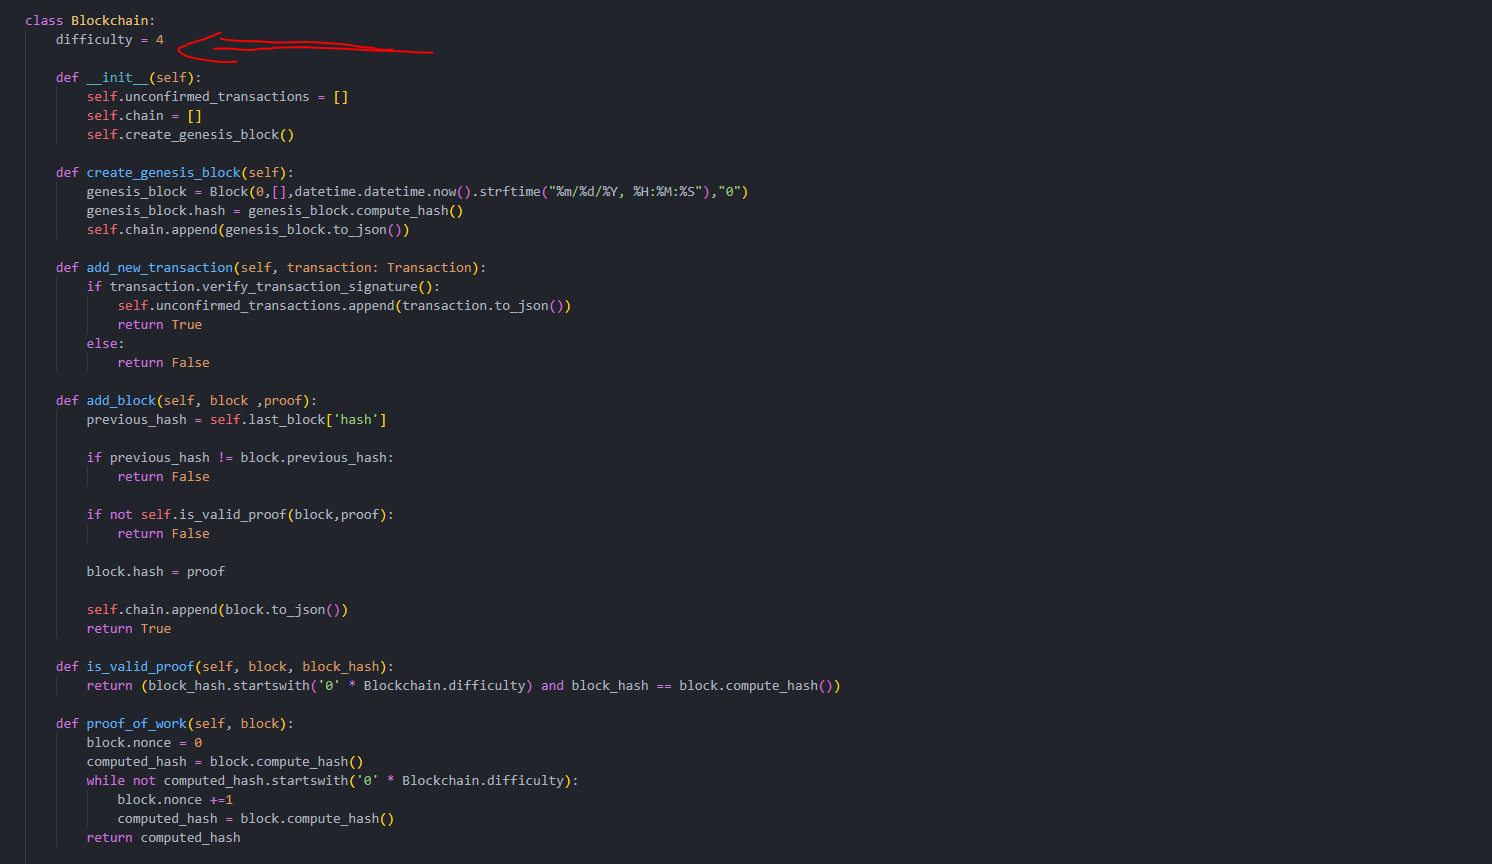 class Blockchain:
    difficulty = 4
    def __init__(self):
        self.unconfirmed_transactions = []
        self.chain = []
        self.create_genesis_block()
    def create_genesis_block(self):
        genesis_block = Block(0,[],datetime.datetime.now().strftime("%m/%d/%Y, %H:%M:%S"),"0")
        genesis_block.hash = genesis_block.compute_hash()
        self.chain.append(genesis_block.to_json())
    def add_new_transaction(self, transaction: Transaction):
        if transaction.verify_transaction_signature():
            self.unconfirmed_transactions.append(transaction.to_json())
            return True
        else:
            return False
    def add_block(self, block ,proof):
        previous_hash = self.last_block['hash']
        if previous_hash != block.previous_hash:
            return False
        if not self.is_valid_proof(block,proof):
            return False
        block.hash = proof
        self.chain.append(block.to_json())
        return True
    def is_valid_proof(self, block, block_hash):
        return (block_hash.startswith('0' * Blockchain.difficulty) and block_hash == block.compute_hash())
    def proof_of_work(self, block):
        block.nonce = 0
        computed_hash = block.compute_hash()
        while not computed_hash.startswith('0' * Blockchain.difficulty):
            block.nonce +=1
            computed_hash = block.compute_hash()
        return computed_hash